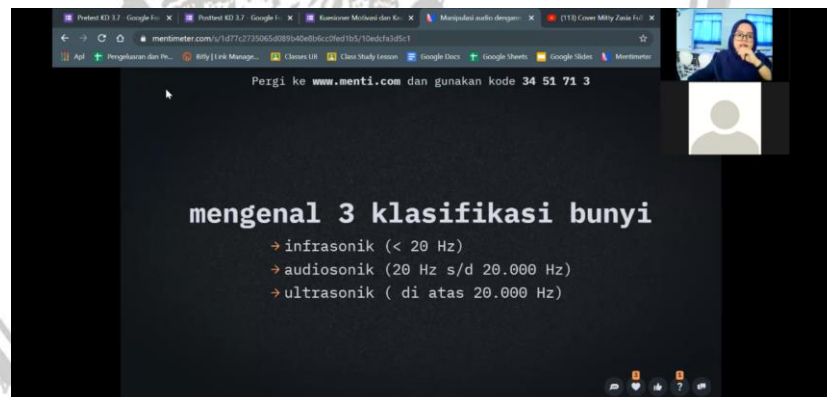 Pretest KD 3.7 - Google Fo
Posttest KD 3.7 - Google F
Kuesioner Motivasi dan Ke
Manipulasi audio dengan
(113) Cover Mitty Zasia Ful
mentimeter.com/s/1d77c2735065d089b40e8b6cc0fed1b5/10edcfa3d5c1
Apl
Pengeluaran dan Pe...
Bitly | Link Manage...
Classes UB
Class Study Lesson
Google Docs
Google Sheets
Google Slides
Mentimeter
Pergi ke www.menti.com dan gunakan kode 34 51 71 3
mengenal 3 klasifikasi bunyi
→ infrasonik (< 20 Hz)
→ audiosonik (20 Hz s/d 20.000 Hz)
→ ultrasonik ( di atas 20.000 Hz)